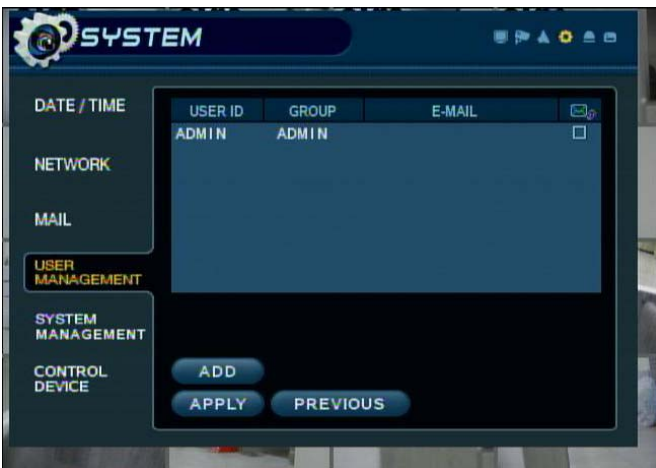 SYSTEM
DATE / TIME
NETWORK
MAIL
USER
MANAGEMENT
SYSTEM
MANAGEMENT
CONTROL
DEVICE
USER ID GROUP E-MAIL @
ADMIN ADMIN
ADD
APPLY PREVIOUS